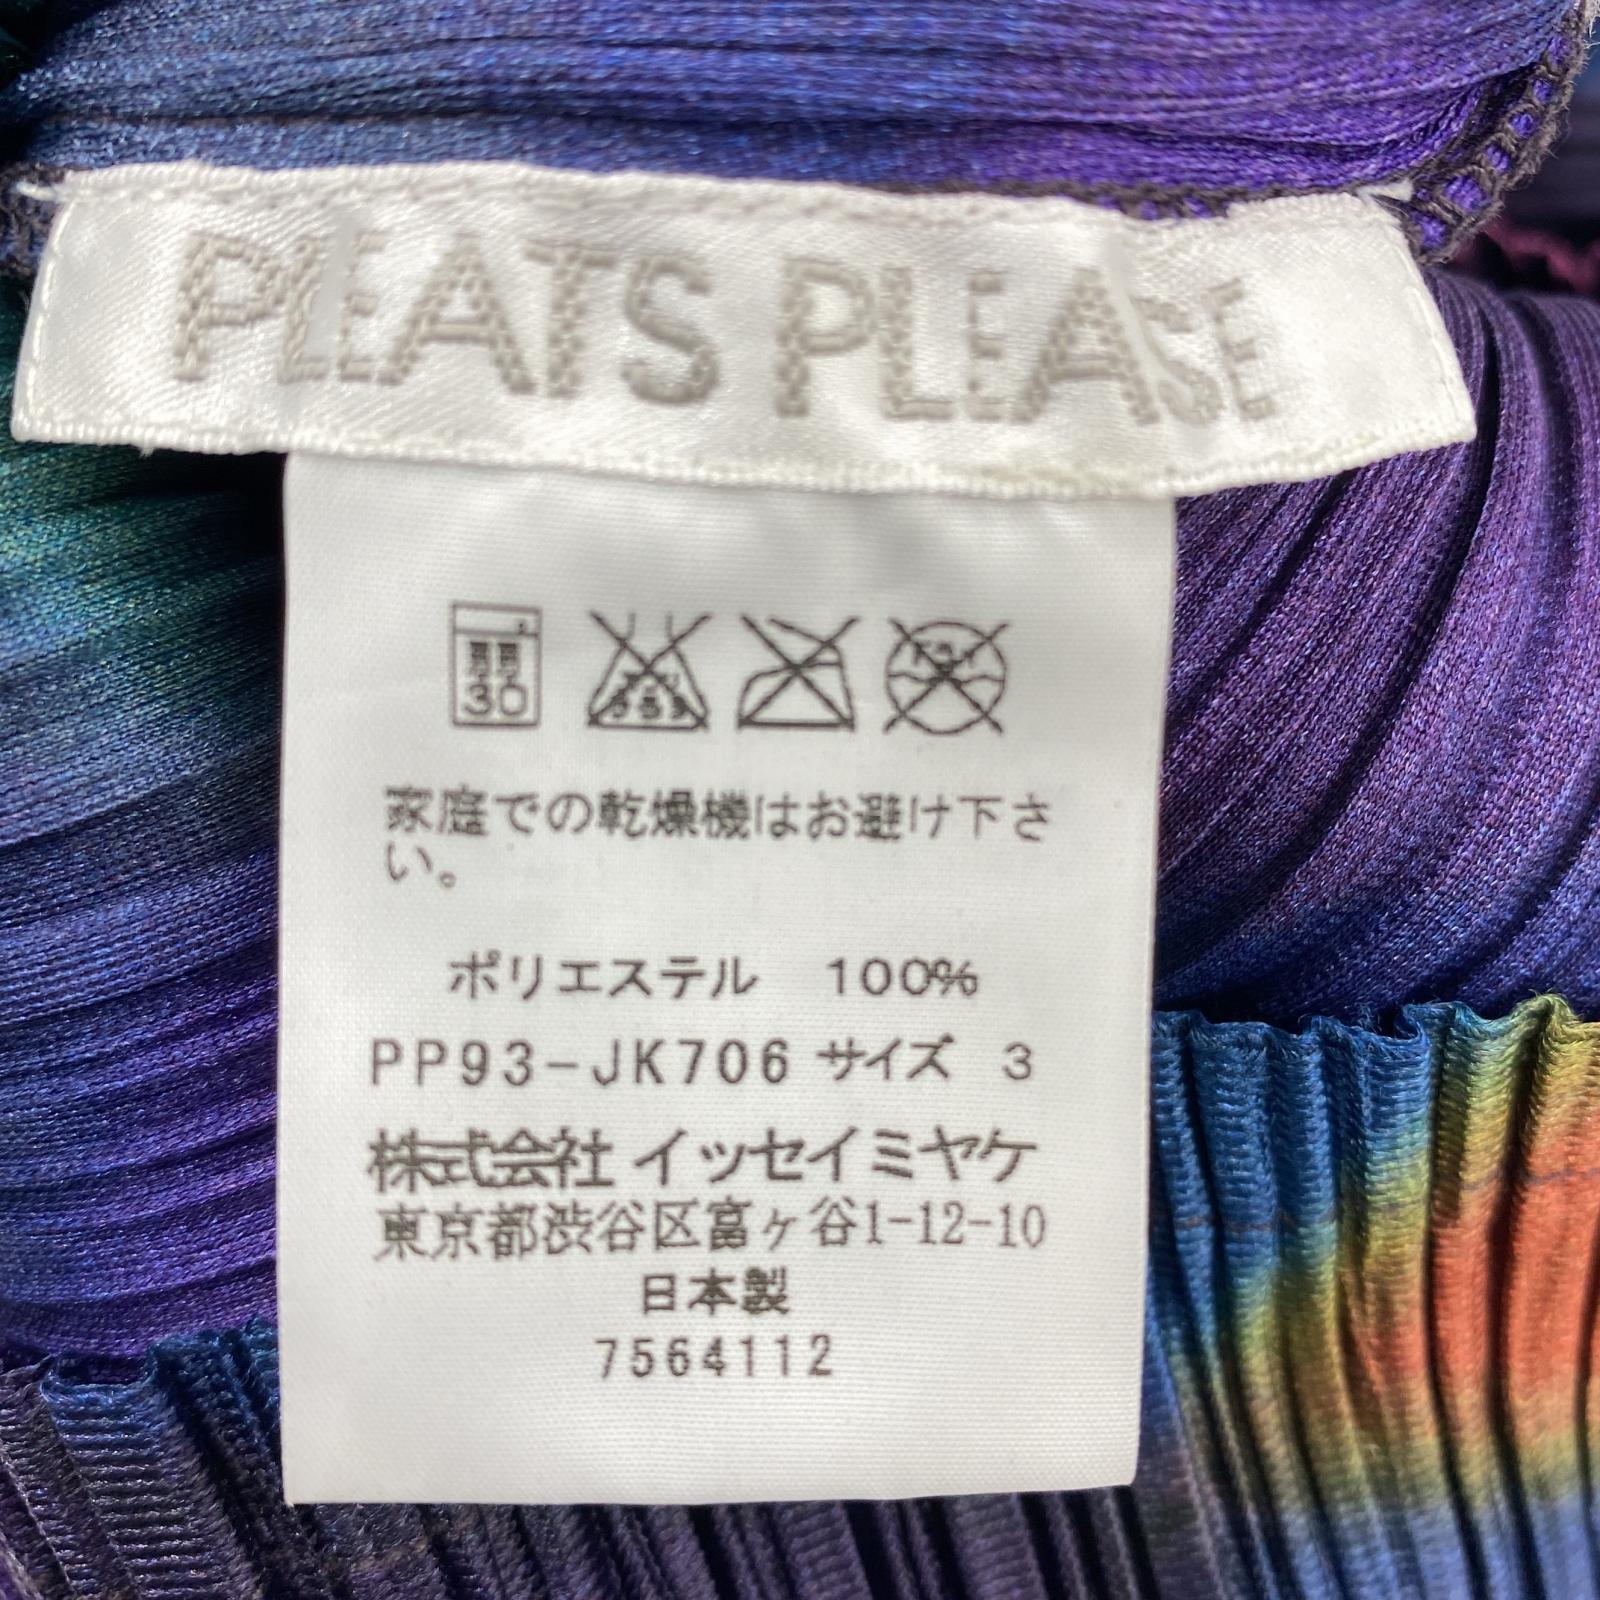 PLEATS PLEASE
弱 30
家庭での乾燥機はお避け下さ
い。
ポリエステル 100%
PP93-JK706 サイズ 3
株式会社 イッセイミヤケ
東京都渋谷区富ヶ谷1-12-10
日本製
7564112